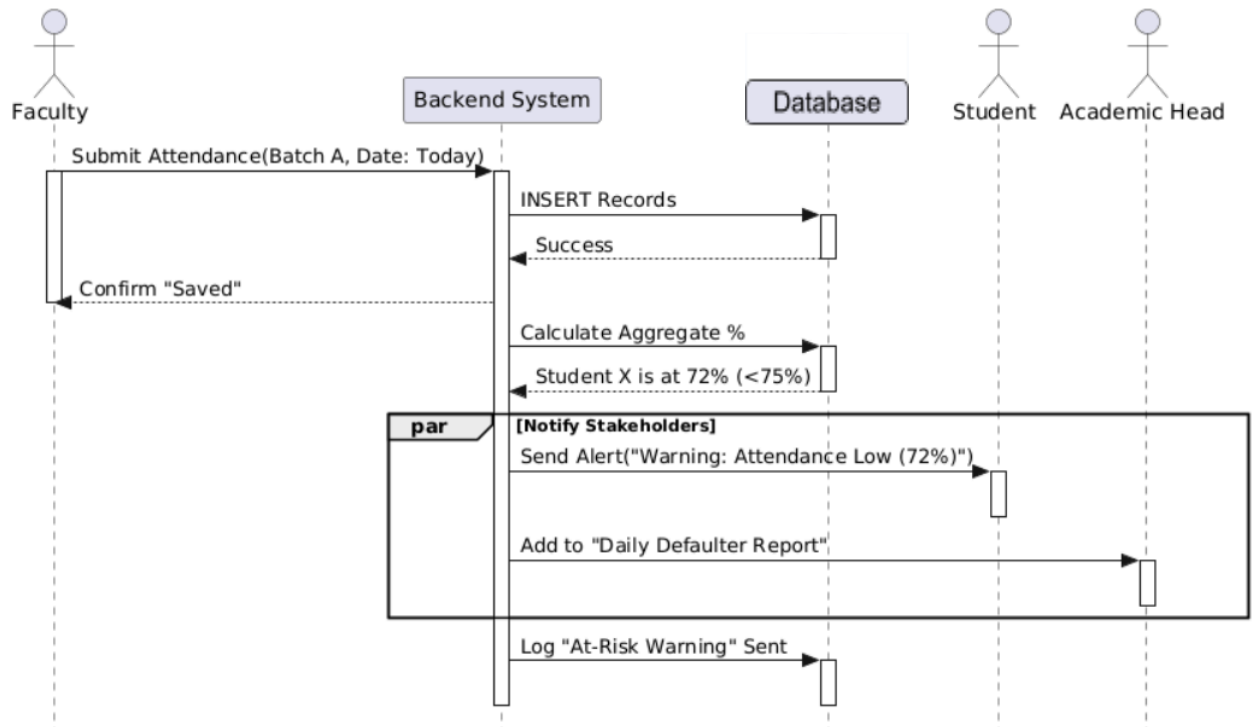 Faculty
Backend System
Database
Student
Academic Head
Submit Attendance(Batch A, Date: Today)
INSERT Records
Success
Confirm "Saved"
Calculate Aggregate %
Student X is at 72% (<75%)
par
[Notify Stakeholders]
Send Alert("Warning: Attendance Low (72%)")
Add to "Daily Defaulter Report"
Log "At-Risk Warning" Sent